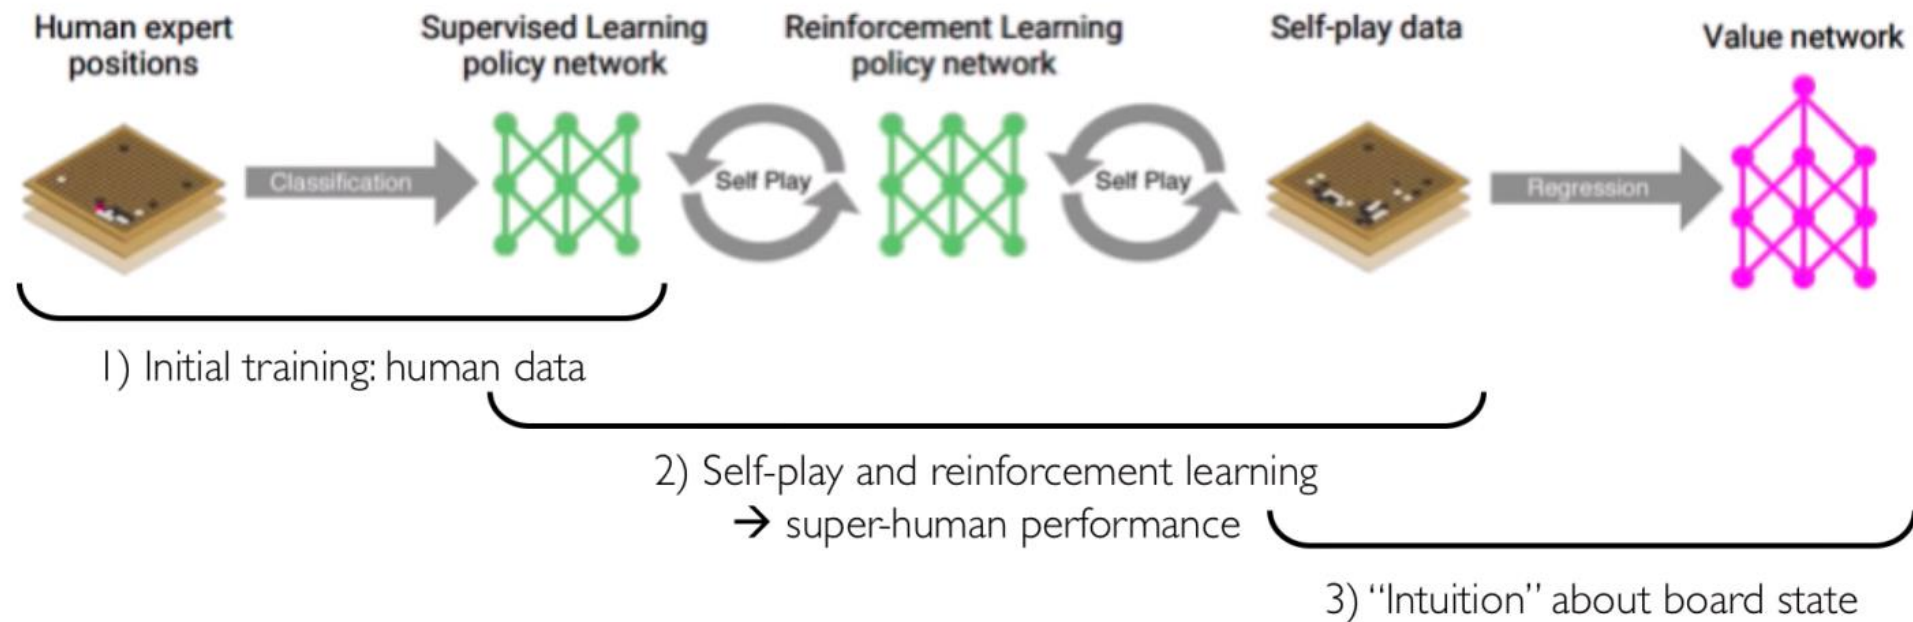 Human expert
positions
Supervised Learning
policy network
Reinforcement Learning
policy network
Self-play data
Value network
Classification
Self Play
Self Play
Regression
1) Initial training: human data
2) Self-play and reinforcement learning
→ super-human performance
3) “Intuition” about board state